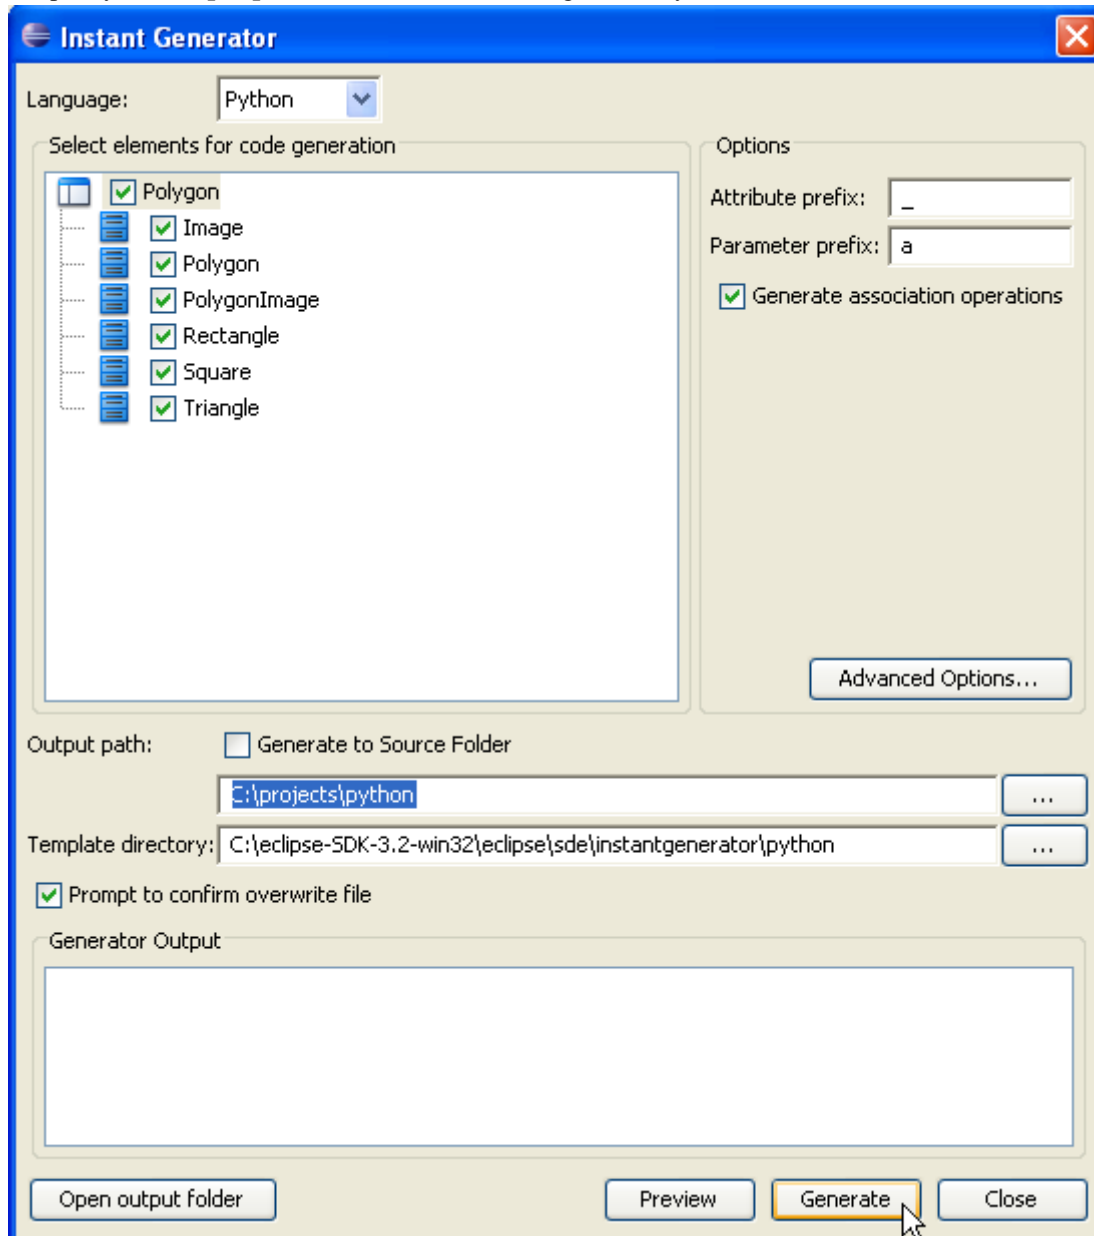 Instant Generator
Language: Python
Select elements for code generation
Options
Polygon
Image
Polygon
PolygonImage
Rectangle
Square
Triangle
Attribute prefix: _
Parameter prefix: a
Generate association operations
Advanced Options...
Output path: Generate to Source Folder
C:\projects\python ...
Template directory: C:\eclipse-SDK-3.2-win32\eclipse\sde\instantgenerator\python ...
Prompt to confirm overwrite file
Generator Output
Open output folder Preview Generate Close